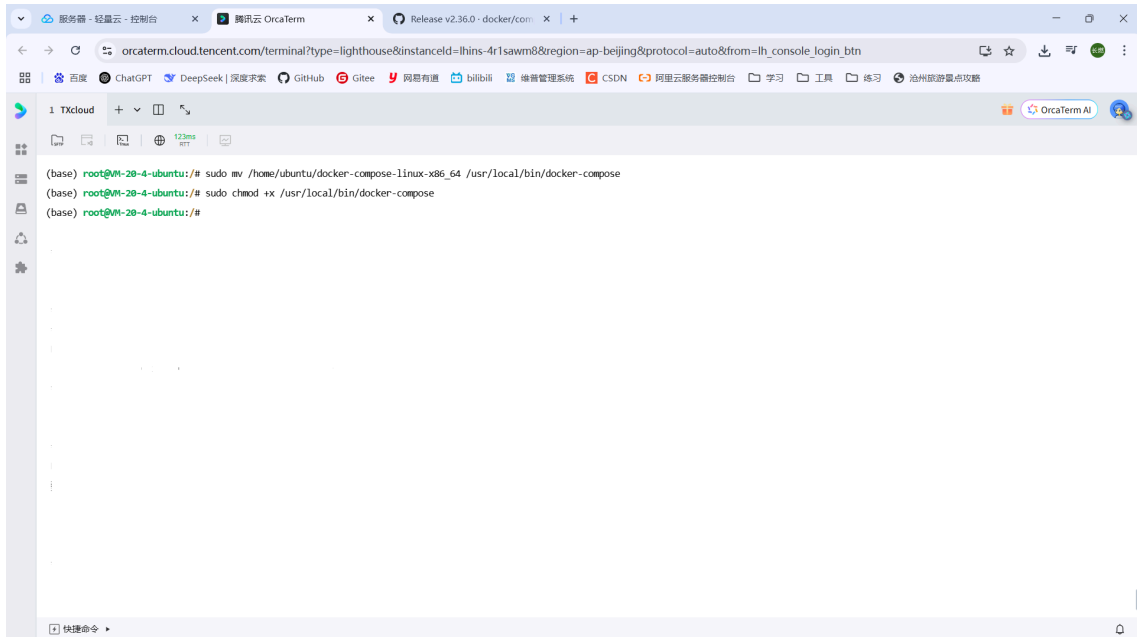 服务器 - 轻量云 - 控制台
腾讯云 OrcaTerm
Release v2.36.0 · docker/com
orcaterm.cloud.tencent.com/terminal?type=lighthouse&instanceId=lhins-4r1sawm8&region=ap-beijing&protocol=auto&from=lh_console_login_btn
百度 ChatGPT DeepSeek | 深度求索 GitHub Gitee 网易有道 bilibili 维普管理系统 CSDN 阿里云服务器控制台 学习 工具 练习 沧州旅游景点攻略
1 TXcloud
OrcaTerm AI
SFTP
123ms
RTT
(base) root@VM-20-4-ubuntu:/# sudo mv /home/ubuntu/docker-compose-linux-x86_64 /usr/local/bin/docker-compose
(base) root@VM-20-4-ubuntu:/# sudo chmod +x /usr/local/bin/docker-compose
(base) root@VM-20-4-ubuntu:/#
快捷命令